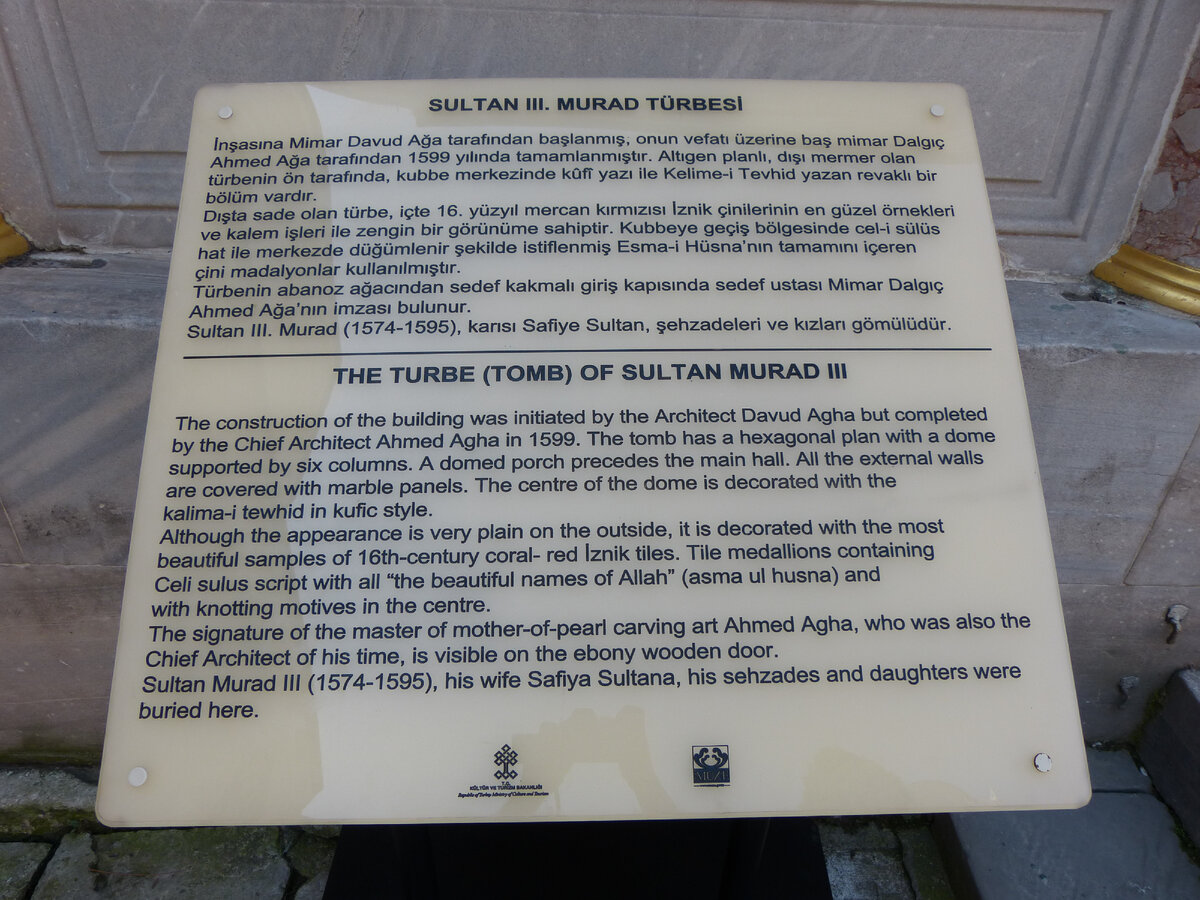 SULTAN III. MURAD TÜRBESİ
İnşasına Mimar Davud Ağa tarafından başlanmış, onun vefatı üzerine baş mimar Dalgıç
Ahmed Ağa tarafından 1599 yılında tamamlanmıştır. Altıgen planlı, dışı mermer olan
türbenin ön tarafında, kubbe merkezinde kûfî yazı ile Kelime-i Tevhid yazan revaklı bir
bölüm vardır.
Dışta sade olan türbe, içte 16. yüzyıl mercan kırmızısı İznik çinilerinin en güzel örnekleri
ve kalem işleri ile zengin bir görünüme sahiptir. Kubbeye geçiş bölgesinde cel-i sülüs
hat ile merkezde düğümlenir şekilde istiflenmiş Esma-i Hüsna'nın tamamını içeren
çini madalyonlar kullanılmıştır.
Türbenin abanoz ağacından sedef kakmalı giriş kapısında sedef ustası Mimar Dalgıç
Ahmed Ağa'nın imzası bulunur.
Sultan III. Murad (1574-1595), karısı Safiye Sultan, şehzadeleri ve kızları gömülüdür.
THE TURBE (TOMB) OF SULTAN MURAD III
The construction of the building was initiated by the Architect Davud Agha but completed
by the Chief Architect Ahmed Agha in 1599. The tomb has a hexagonal plan with a dome
supported by six columns. A domed porch precedes the main hall. All the external walls
are covered with marble panels. The centre of the dome is decorated with the
kalima-i tewhid in kufic style.
Although the appearance is very plain on the outside, it is decorated with the most
beautiful samples of 16th-century coral- red İznik tiles. Tile medallions containing
Celi sulus script with all “the beautiful names of Allah” (asma ul husna) and
with knotting motives in the centre.
The signature of the master of mother-of-pearl carving art Ahmed Agha, who was also the
Chief Architect of his time, is visible on the ebony wooden door.
Sultan Murad III (1574-1595), his wife Safiya Sultana, his sehzades and daughters were
buried here.
T.C.
KÜLTÜR VE TURİZM BAKANLIĞI
Republic of Turkey Ministry of Culture and Tourism
MÜZE